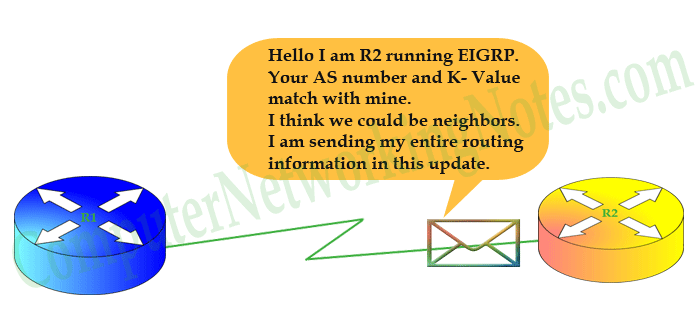 Hello I am R2 running EIGRP.
Your AS number and K- Value
match with mine.
I think we could be neighbors.
I am sending my entire routing
information in this update.
R1
R2
ComputerNetworkingNotes.com